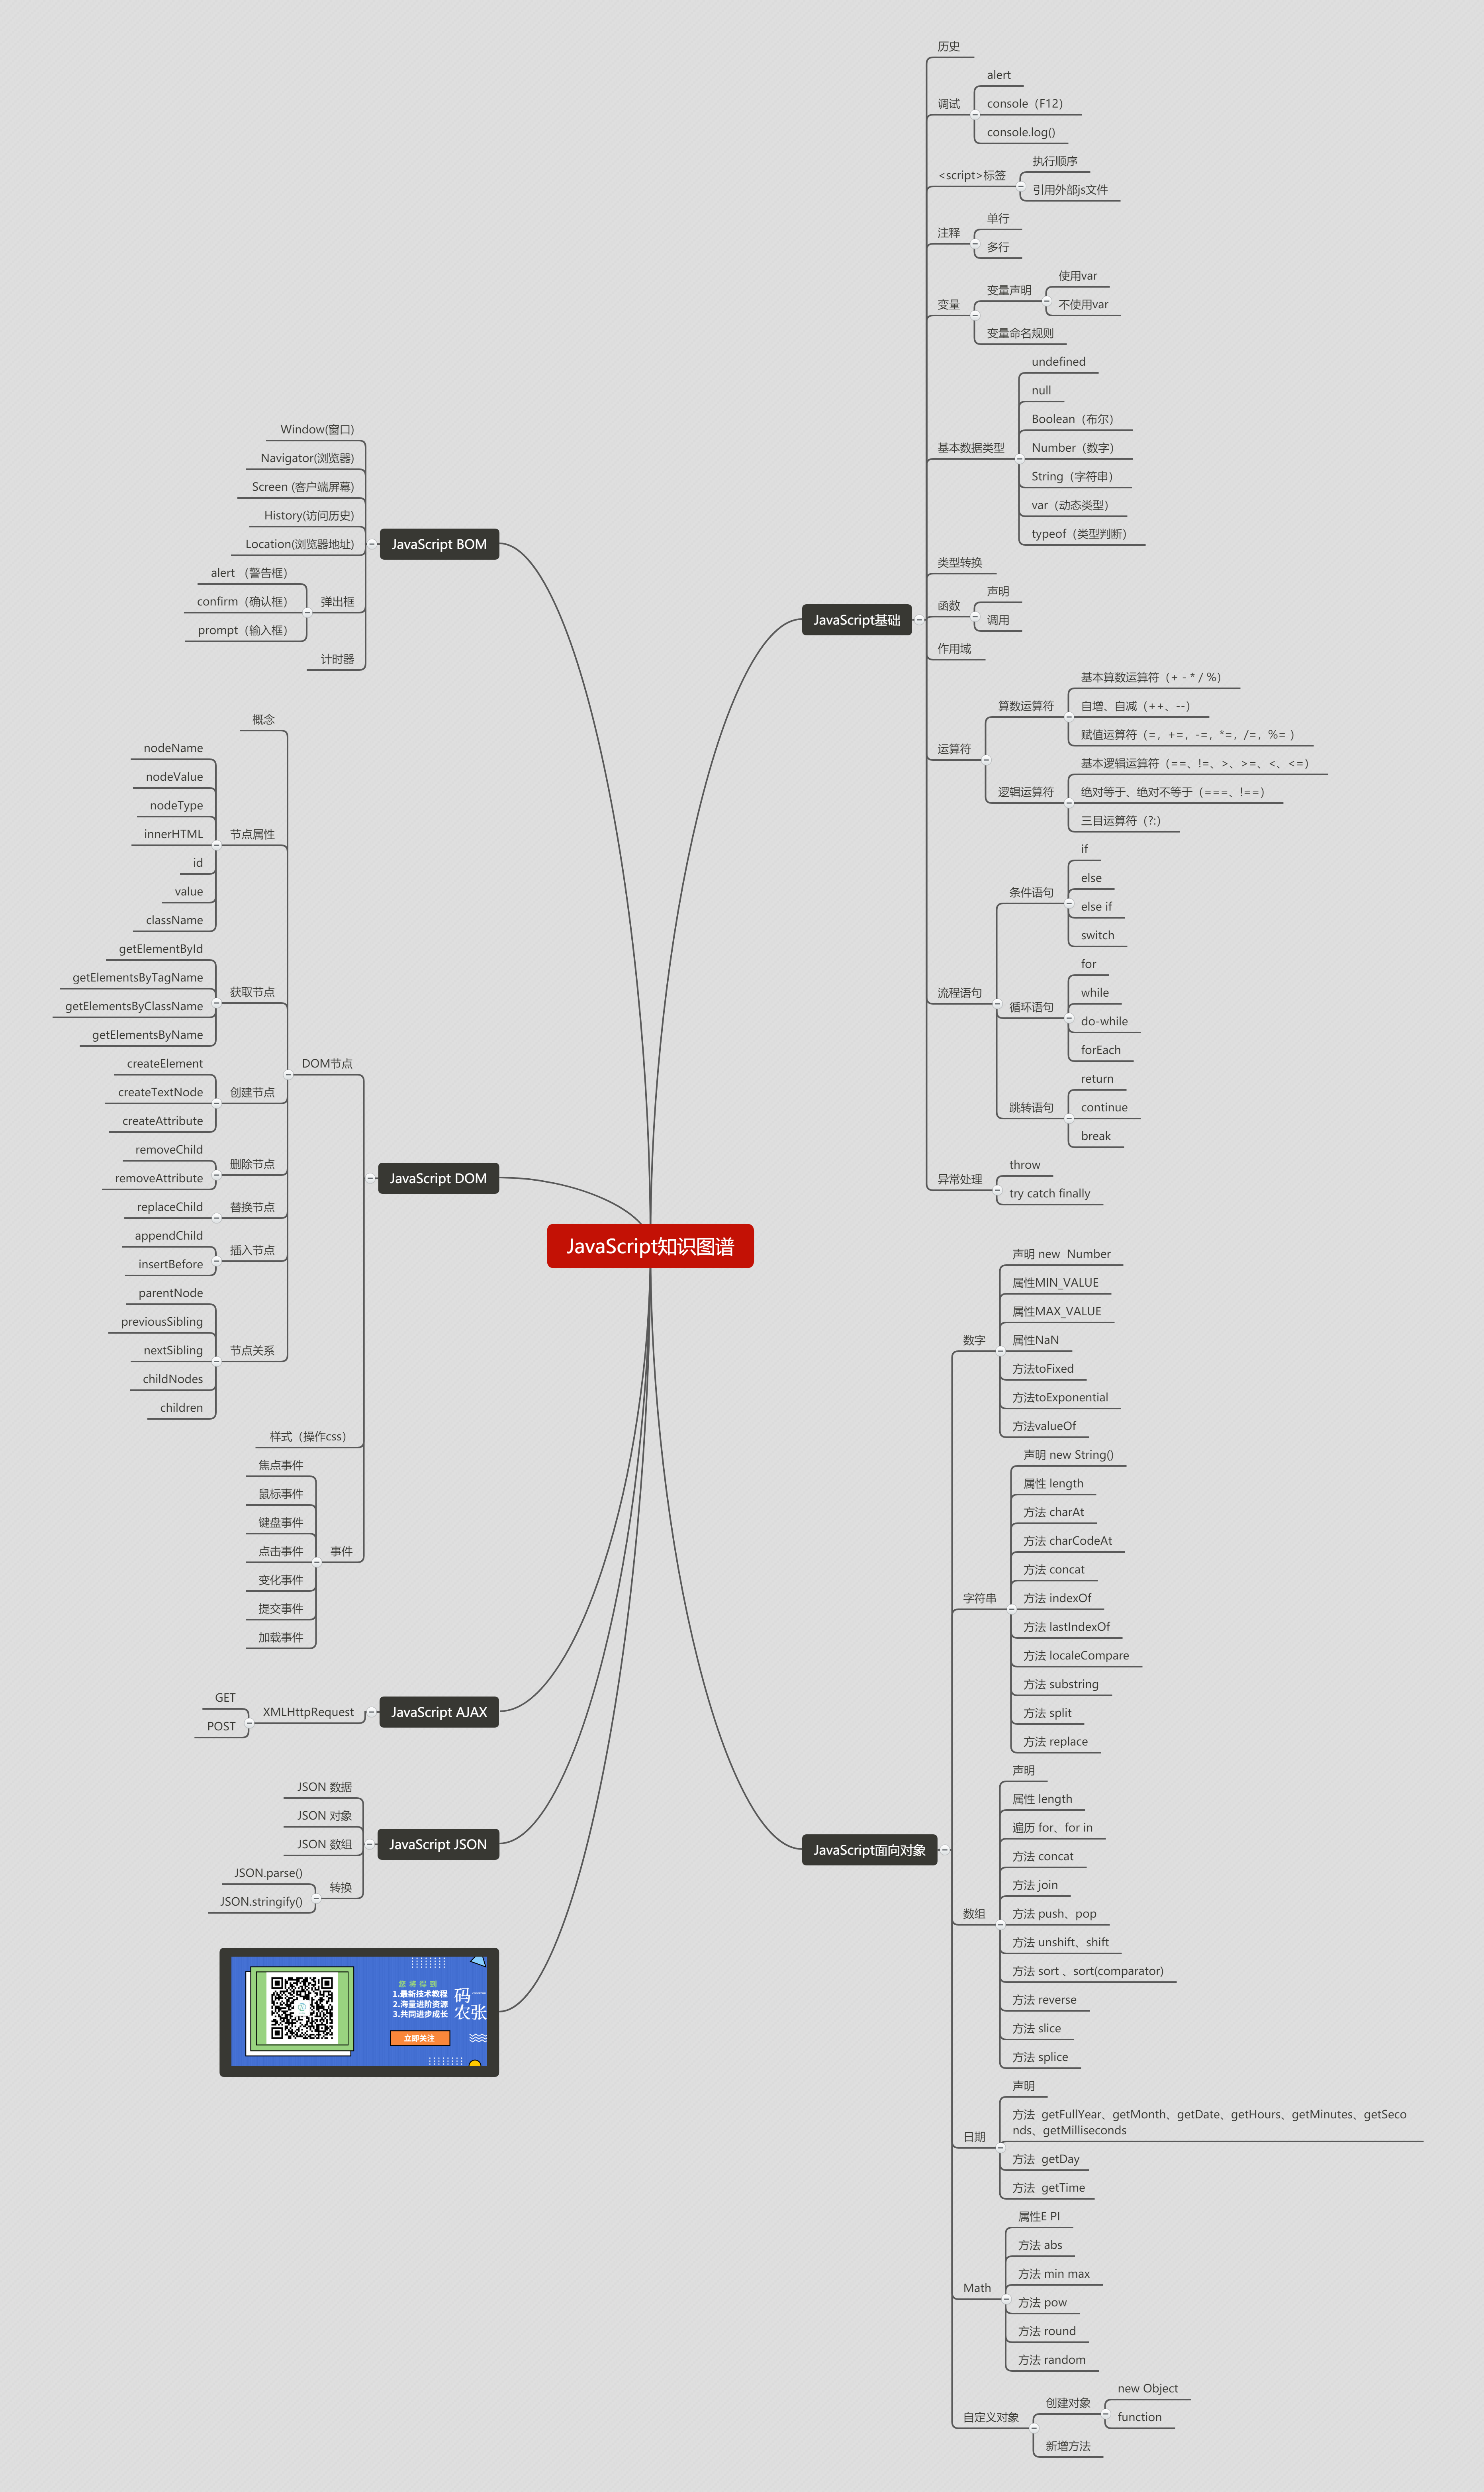 JavaScript知识图谱
JavaScript基础
历史
调试
alert
console（F12）
console.log()
<script>标签
执行顺序
引用外部js文件
注释
单行
多行
变量
变量声明
使用var
不使用var
变量命名规则
基本数据类型
undefined
null
Boolean（布尔）
Number（数字）
String（字符串）
var（动态类型）
typeof（类型判断）
类型转换
函数
声明
调用
作用域
运算符
算数运算符
基本算数运算符（+ - * / %）
自增、自减（++、--）
赋值运算符（=，+=，-=，*=，/=，%= ）
逻辑运算符
基本逻辑运算符（==、!=、>、>=、<、<=）
绝对等于、绝对不等于（===、!==）
三目运算符（?:）
流程语句
条件语句
if
else
else if
switch
循环语句
for
while
do-while
forEach
跳转语句
return
continue
break
异常处理
throw
try catch finally
JavaScript面向对象
数字
声明 new  Number
属性MIN_VALUE
属性MAX_VALUE
属性NaN
方法toFixed
方法toExponential
方法valueOf
字符串
声明 new String()
属性 length
方法 charAt
方法 charCodeAt
方法 concat
方法 indexOf
方法 lastIndexOf
方法 localeCompare
方法 substring
方法 split
方法 replace
数组
声明
属性 length
遍历 for、for in
方法 concat
方法 join
方法 push、pop
方法 unshift、shift
方法 sort 、sort(comparator)
方法 reverse
方法 slice
方法 splice
日期
声明
方法  getFullYear、getMonth、getDate、getHours、getMinutes、getSeco
nds、getMilliseconds
方法  getDay
方法  getTime
Math
属性E PI
方法 abs
方法 min max
方法 pow
方法 round
方法 random
自定义对象
创建对象
new Object
function
新增方法
JavaScript BOM
Window(窗口)
Navigator(浏览器)
Screen (客户端屏幕)
History(访问历史)
Location(浏览器地址)
弹出框
alert （警告框）
confirm（确认框）
prompt（输入框）
计时器
JavaScript DOM
DOM节点
概念
节点属性
nodeName
nodeValue
nodeType
innerHTML
id
value
className
获取节点
getElementById
getElementsByTagName
getElementsByClassName
getElementsByName
创建节点
createElement
createTextNode
createAttribute
删除节点
removeChild
removeAttribute
替换节点
replaceChild
插入节点
appendChild
insertBefore
节点关系
parentNode
previousSibling
nextSibling
childNodes
children
样式（操作css）
事件
焦点事件
鼠标事件
键盘事件
点击事件
变化事件
提交事件
加载事件
JavaScript AJAX
XMLHttpRequest
GET
POST
JavaScript JSON
JSON 数据
JSON 对象
JSON 数组
转换
JSON.parse()
JSON.stringify()
您将得到
1.最新技术教程
2.海量进阶资源
3.共同进步成长
立即关注
码
农张